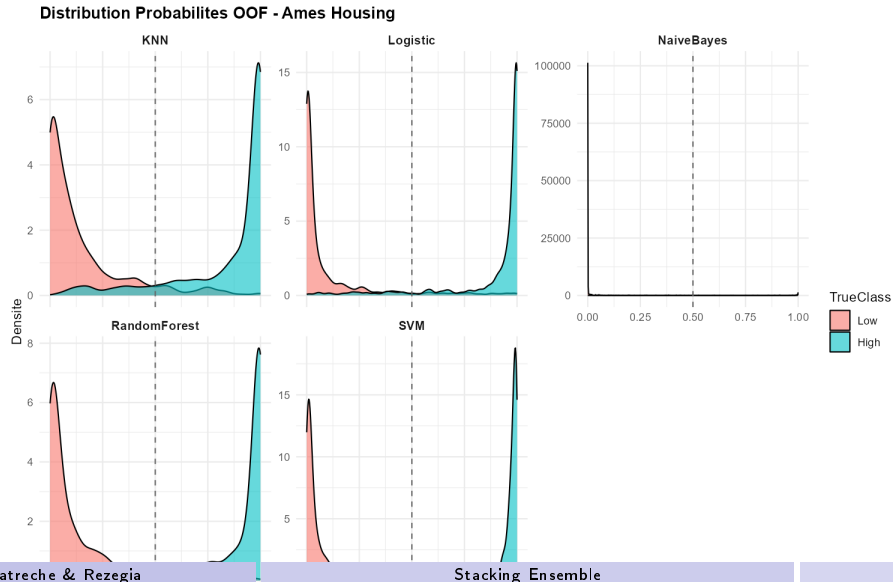 Distribution Probabilites OOF - Ames Housing
KNN
Logistic
NaiveBayes
6
4
2
0
15
10
5
0
100000
75000
50000
25000
0
0.00 0.25 0.50 0.75 1.00
Densite
TrueClass
Low
High
RandomForest
SVM
8
6
4
2
15
10
5
atreche & Rezegia
Stacking Ensemble